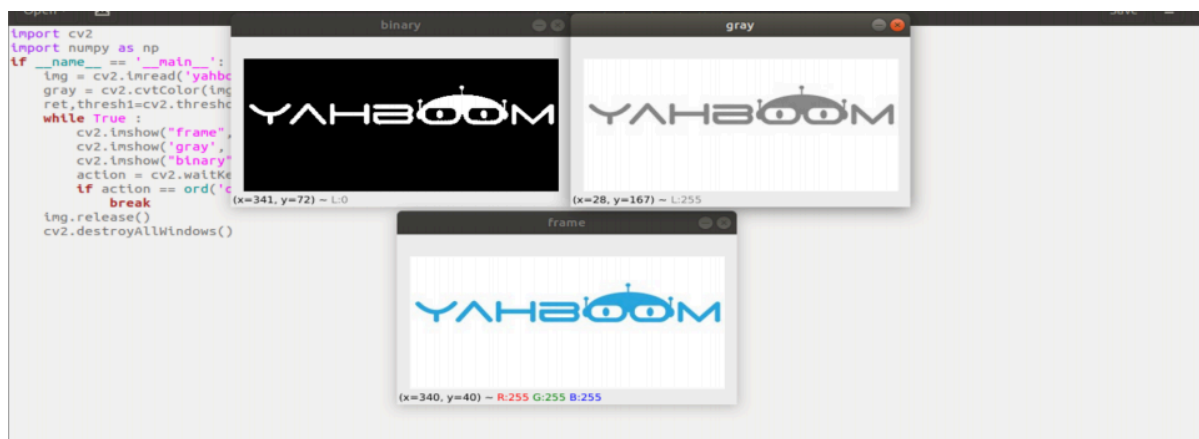 Open
Save
import cv2
import numpy as np
if __name__ == '__main__':
img = cv2.imread('yahbo
gray = cv2.cvtColor(img
ret,thresh1=cv2.thresho
while True :
cv2.imshow("frame",
cv2.imshow('gray',
cv2.imshow("binary"
action = cv2.waitKe
if action == ord('
break
img.release()
cv2.destroyAllWindows()
binary
YAHBOOM
(x=341, y=72) ~ L:0
gray
YAHBOOM
(x=28, y=167) ~ L:255
frame
YAHBOOM
(x=340, y=40) ~ R:255 G:255 B:255